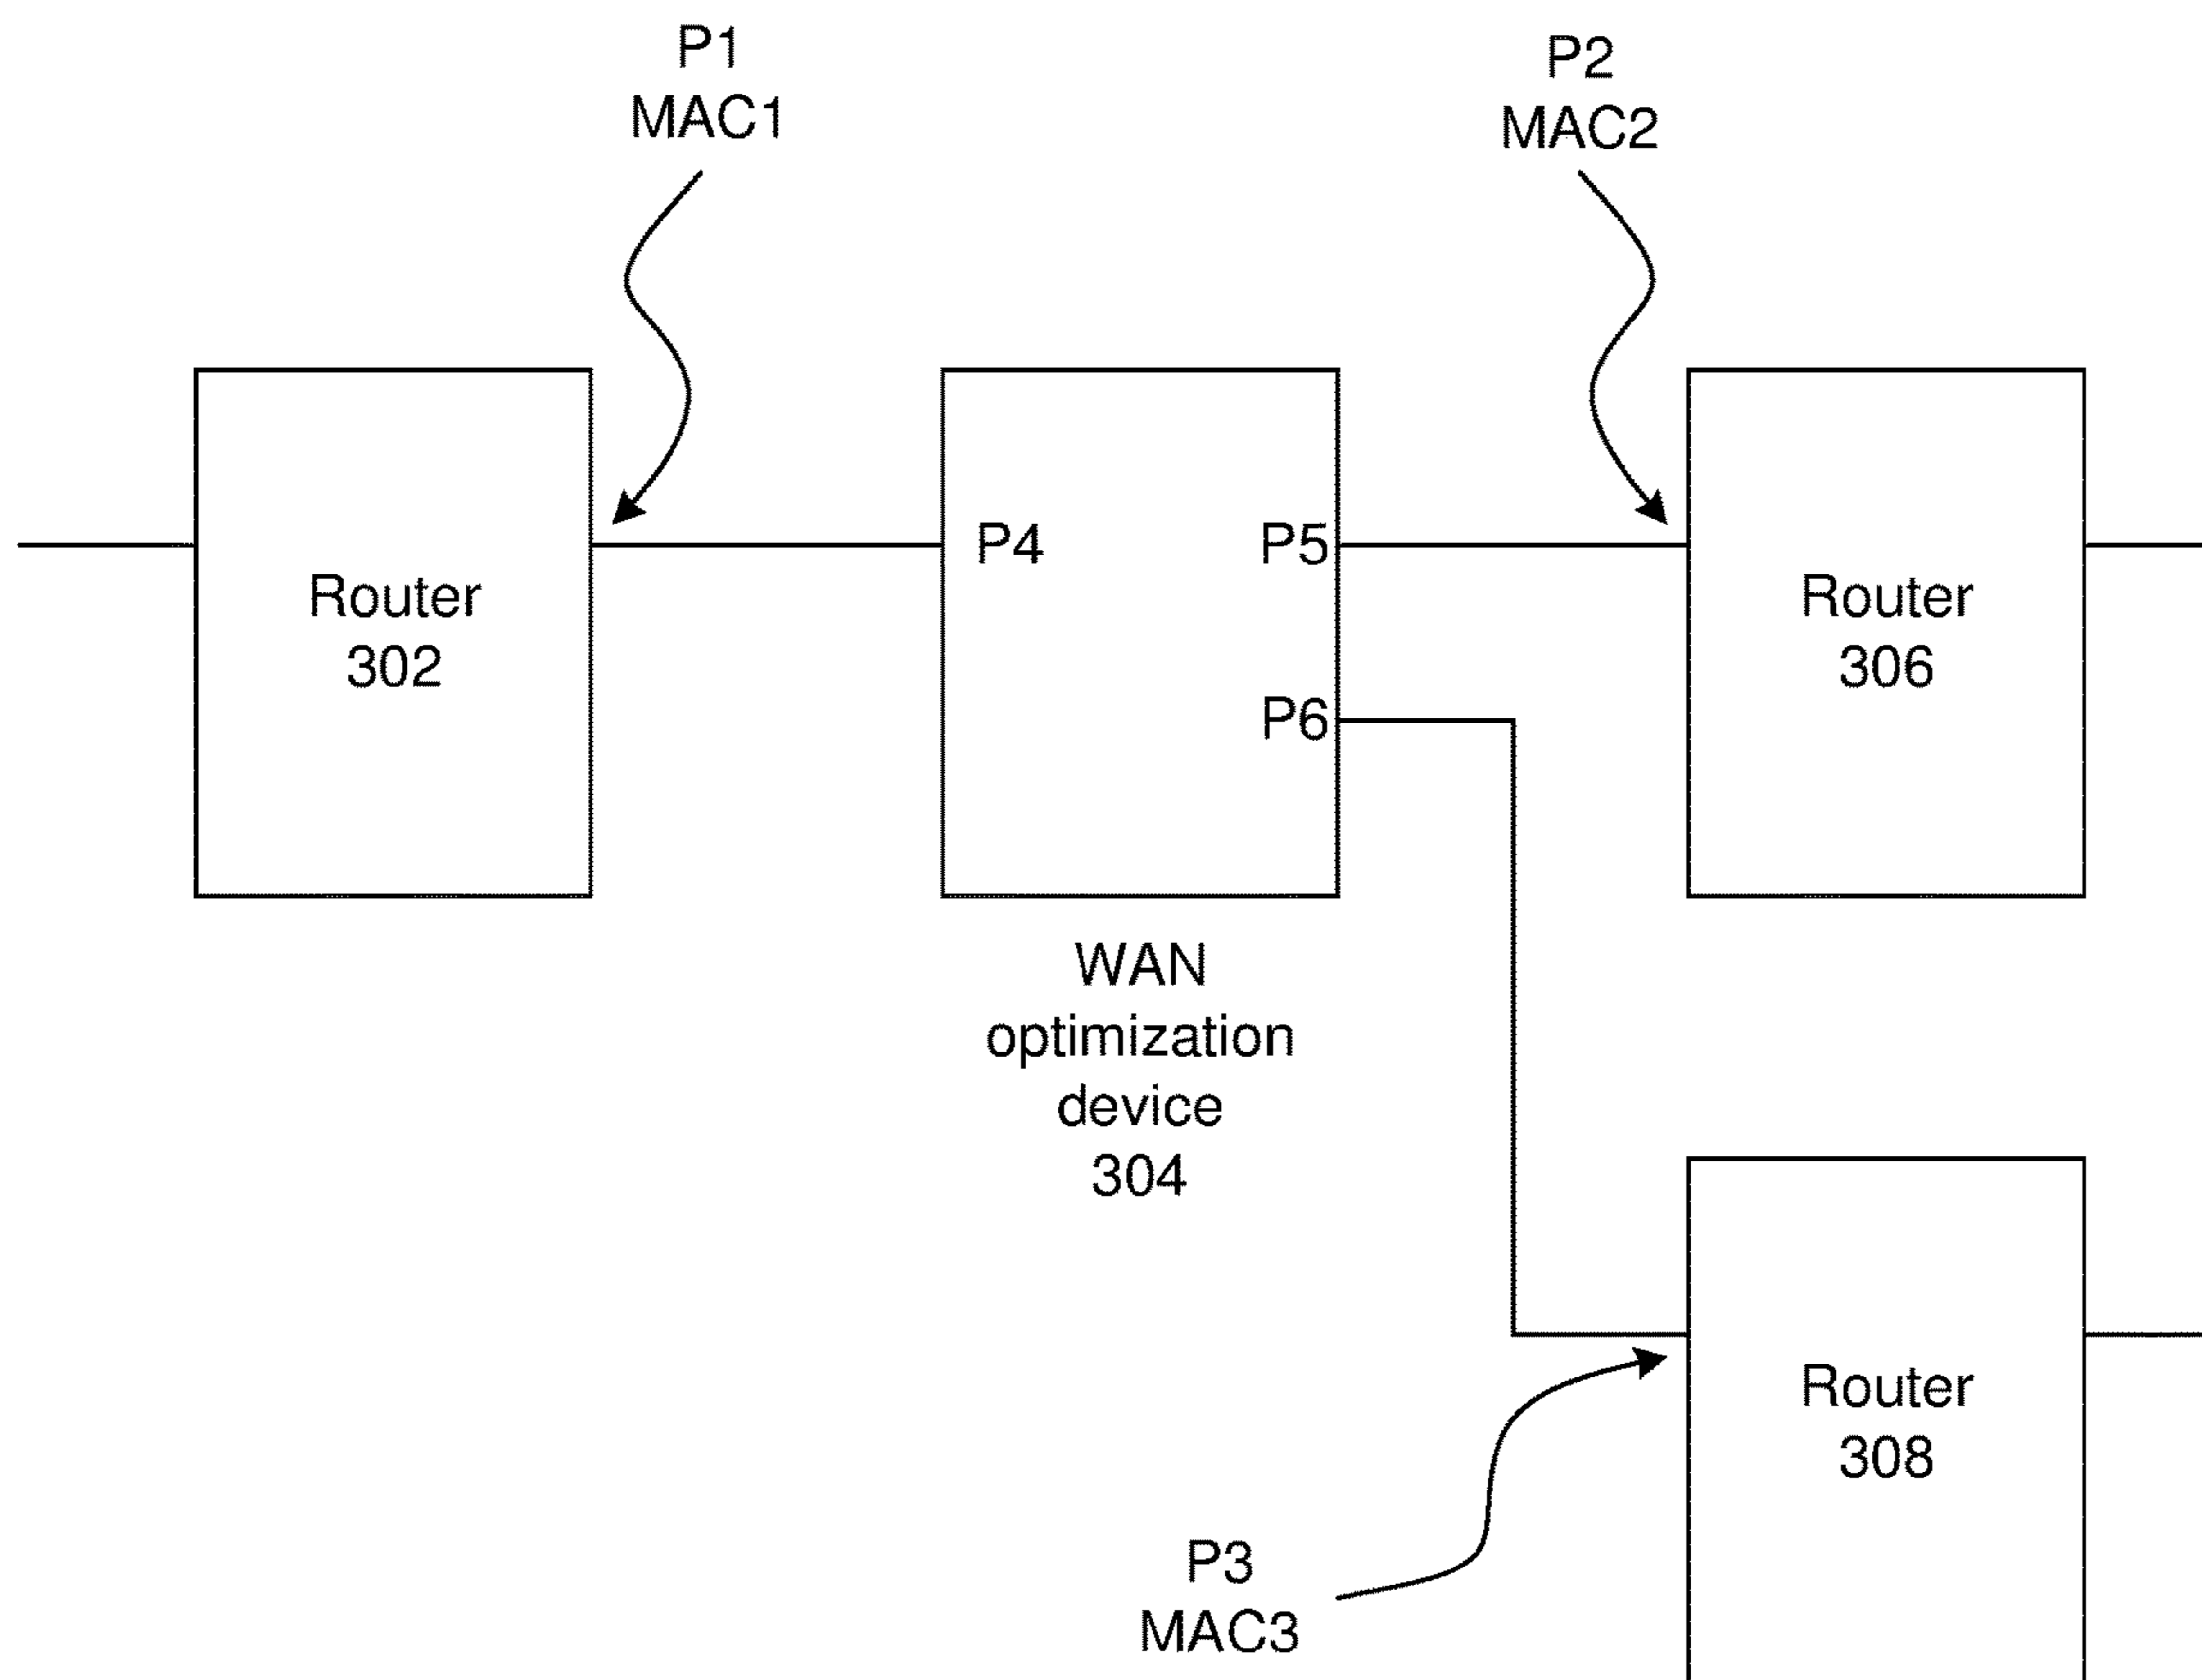 P1
MAC1
P2
MAC2
Router
302
P4
P5
P6
Router
306
WAN
optimization
device
304
Router
308
P3
MAC3